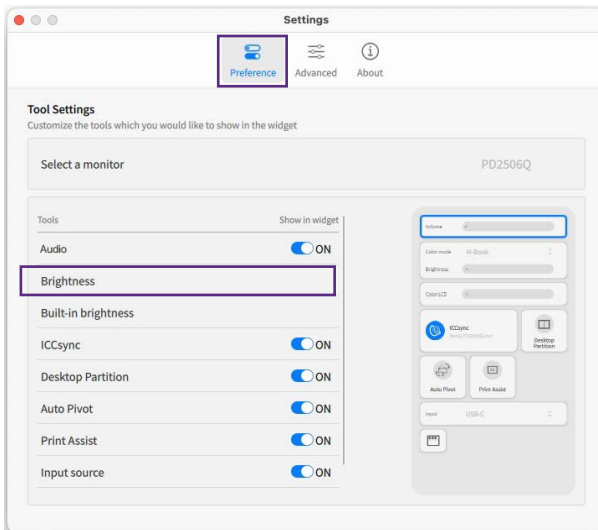 Settings
Preference Advanced About
Tool Settings
Customize the tools which you would like to show in the widget
Select a monitor PD2506Q
Tools Show in widget
Audio ON
Brightness
Built-in brightness
ICCsync ON
Desktop Partition ON
Auto Pivot ON
Print Assist ON
Input source ON
Volume
Color mode M-Book
Brightness
Color LCD
ICCsync
Desktop
Partition
Auto Pivot Print Assist
Input USB-C